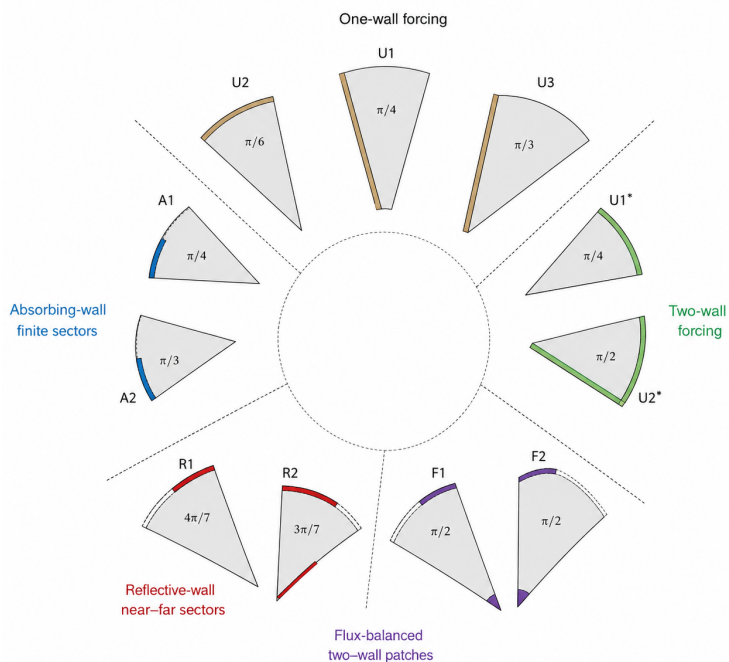 One-wall forcing
U1
U2
U3
π/4
π/6
π/3
A1
U1*
π/4
π/4
Absorbing-wall
finite sectors
Two-wall
forcing
π/3
π/2
A2
U2*
R1
R2
F1
F2
4π/7
3π/7
π/2
π/2
Reflective-wall
near–far sectors
Flux-balanced
two–wall patches